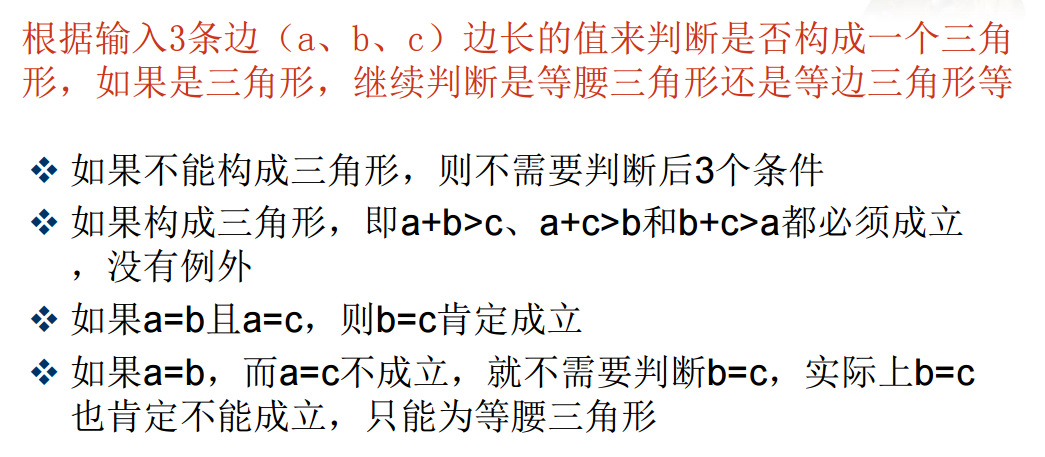 根据输入3条边（a、b、c）边长的值来判断是否构成一个三角
形，如果是三角形，继续判断是等腰三角形还是等边三角形等
❖ 如果不能构成三角形，则不需要判断后3个条件
❖ 如果构成三角形，即a+b>c、a+c>b和b+c>a都必须成立
，没有例外
❖ 如果a=b且a=c，则b=c肯定成立
❖ 如果a=b，而a=c不成立，就不需要判断b=c，实际上b=c
也肯定不能成立，只能为等腰三角形